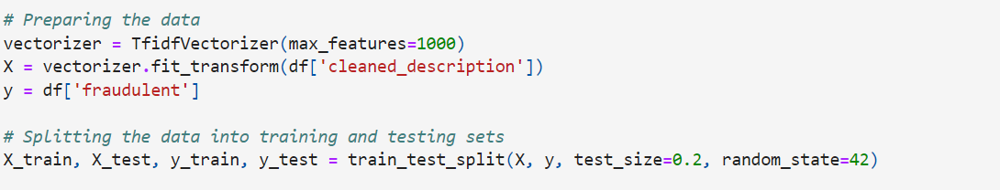 # Preparing the data
vectorizer = TfidfVectorizer(max_features=1000)
X = vectorizer.fit_transform(df['cleaned_description'])
y = df['fraudulent']
# Splitting the data into training and testing sets
X_train, X_test, y_train, y_test = train_test_split(X, y, test_size=0.2, random_state=42)